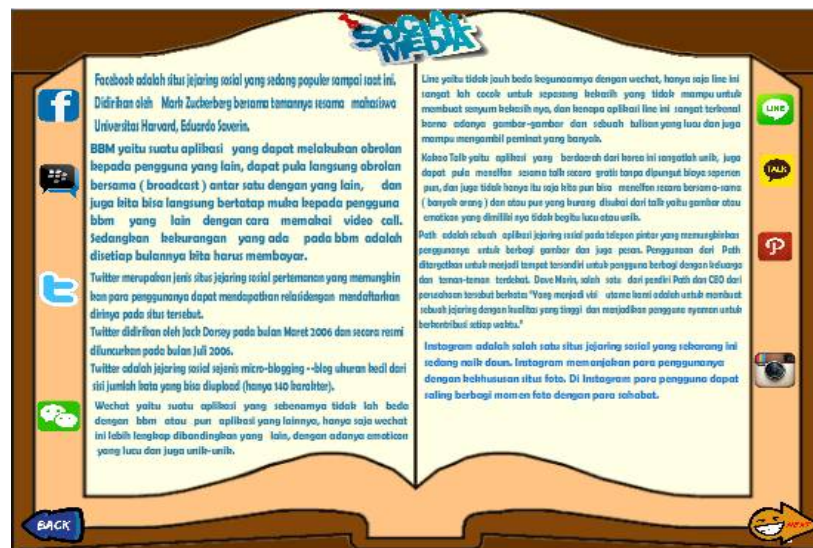 SOCIAL
MEDIA
Facebook adalah situs jejaring sosial yang sedang populer sampai saat ini.
Didirikan oleh Mark Zuckerberg bersama temannya sesama mahasiswa
Universitas Harvard, Eduardo Saverin.
BBM yaitu suatu aplikasi yang dapat melakukan obrolan
kepada pengguna yang lain, dapat pula langsung obrolan
bersama ( broadcast ) antar satu dengan yang lain, dan
juga kita bisa langsung bertatap muka kepada pengguna
bbm yang lain dengan cara memakai video call.
Sedangkan kekurangan yang ada pada bbm adalah
disetiap bulannya kita harus membayar.
Twitter merupakan jenis situs jejaring sosial pertemanan yang memungkin
kan para penggunanya dapat mendapatkan relasidengan mendaftarkan
dirinya pada situs tersebut.
Twitter didirikan oleh Jack Dorsey pada bulan Maret 2006 dan secara resmi
diluncurkan pada bulan Juli 2006.
Twitter adalah jejaring sosial sejenis micro-blogging --blog ukuran kecil dari
sisi jumlah kata yang bisa diupload (hanya 140 karakter).
Wechat yaitu suatu aplikasi yang sebenarnya tidak lah beda
dengan bbm atau pun aplikasi yang lainnya, hanya saja wechat
ini lebih lengkap dibandingkan yang lain, dengan adanya emoticon
yang lucu dan juga unik-unik.
Line yaitu tidak jauh beda kegunaannya dengan wechat, hanya saja line ini
sangat lah cocok untuk sepasang kekasih yang tidak mampu untuk
membuat senyum kekasih nya, dan kenapa aplikasi line ini sangat terkenal
karna adanya gambar-gambar dan sebuah tulisan yang lucu dan juga
mampu mengambil peminat yang banyak.
Kakao Talk yaitu aplikasi yang berdaerah dari korea ini sangatlah unik, juga
dapat pula menelfon sesama talk secara gratis tanpa dipungut biaya sepersen
pun, dan juga tidak hanya itu saja kita pun bisa menelfon secara bersama-sama
( banyak orang ) dan atau pun yang kurang disukai dari talk yaitu gambar atau
emoticon yang dimiliki nya tidak begitu lucu atau unik.
Path adalah sebuah aplikasi jejaring sosial pada telepon pintar yang memungkinkan
penggunanya untuk berbagi gambar dan juga pesan. Penggunaan dari Path
ditargetkan untuk menjadi tempat tersendiri untuk pengguna berbagi dengan keluarga
dan teman-teman terdekat. Dave Morin, salah satu dari pendiri Path dan CEO dari
perusahaan tersebut berkata "Yang menjadi visi utama kami adalah untuk membuat
sebuah jejaring dengan kualitas yang tinggi dan menjadikan pengguna nyaman untuk
berkontribusi setiap waktu."
Instagram adalah salah satu situs jejaring sosial yang sekarang ini
sedang naik daun. Instagram memanjakan para penggunanya
dengan kekhususan situs foto. Di Instagram para pengguna dapat
saling berbagi momen foto dengan para sahabat.
LINE
TALK
BACK
NEXT